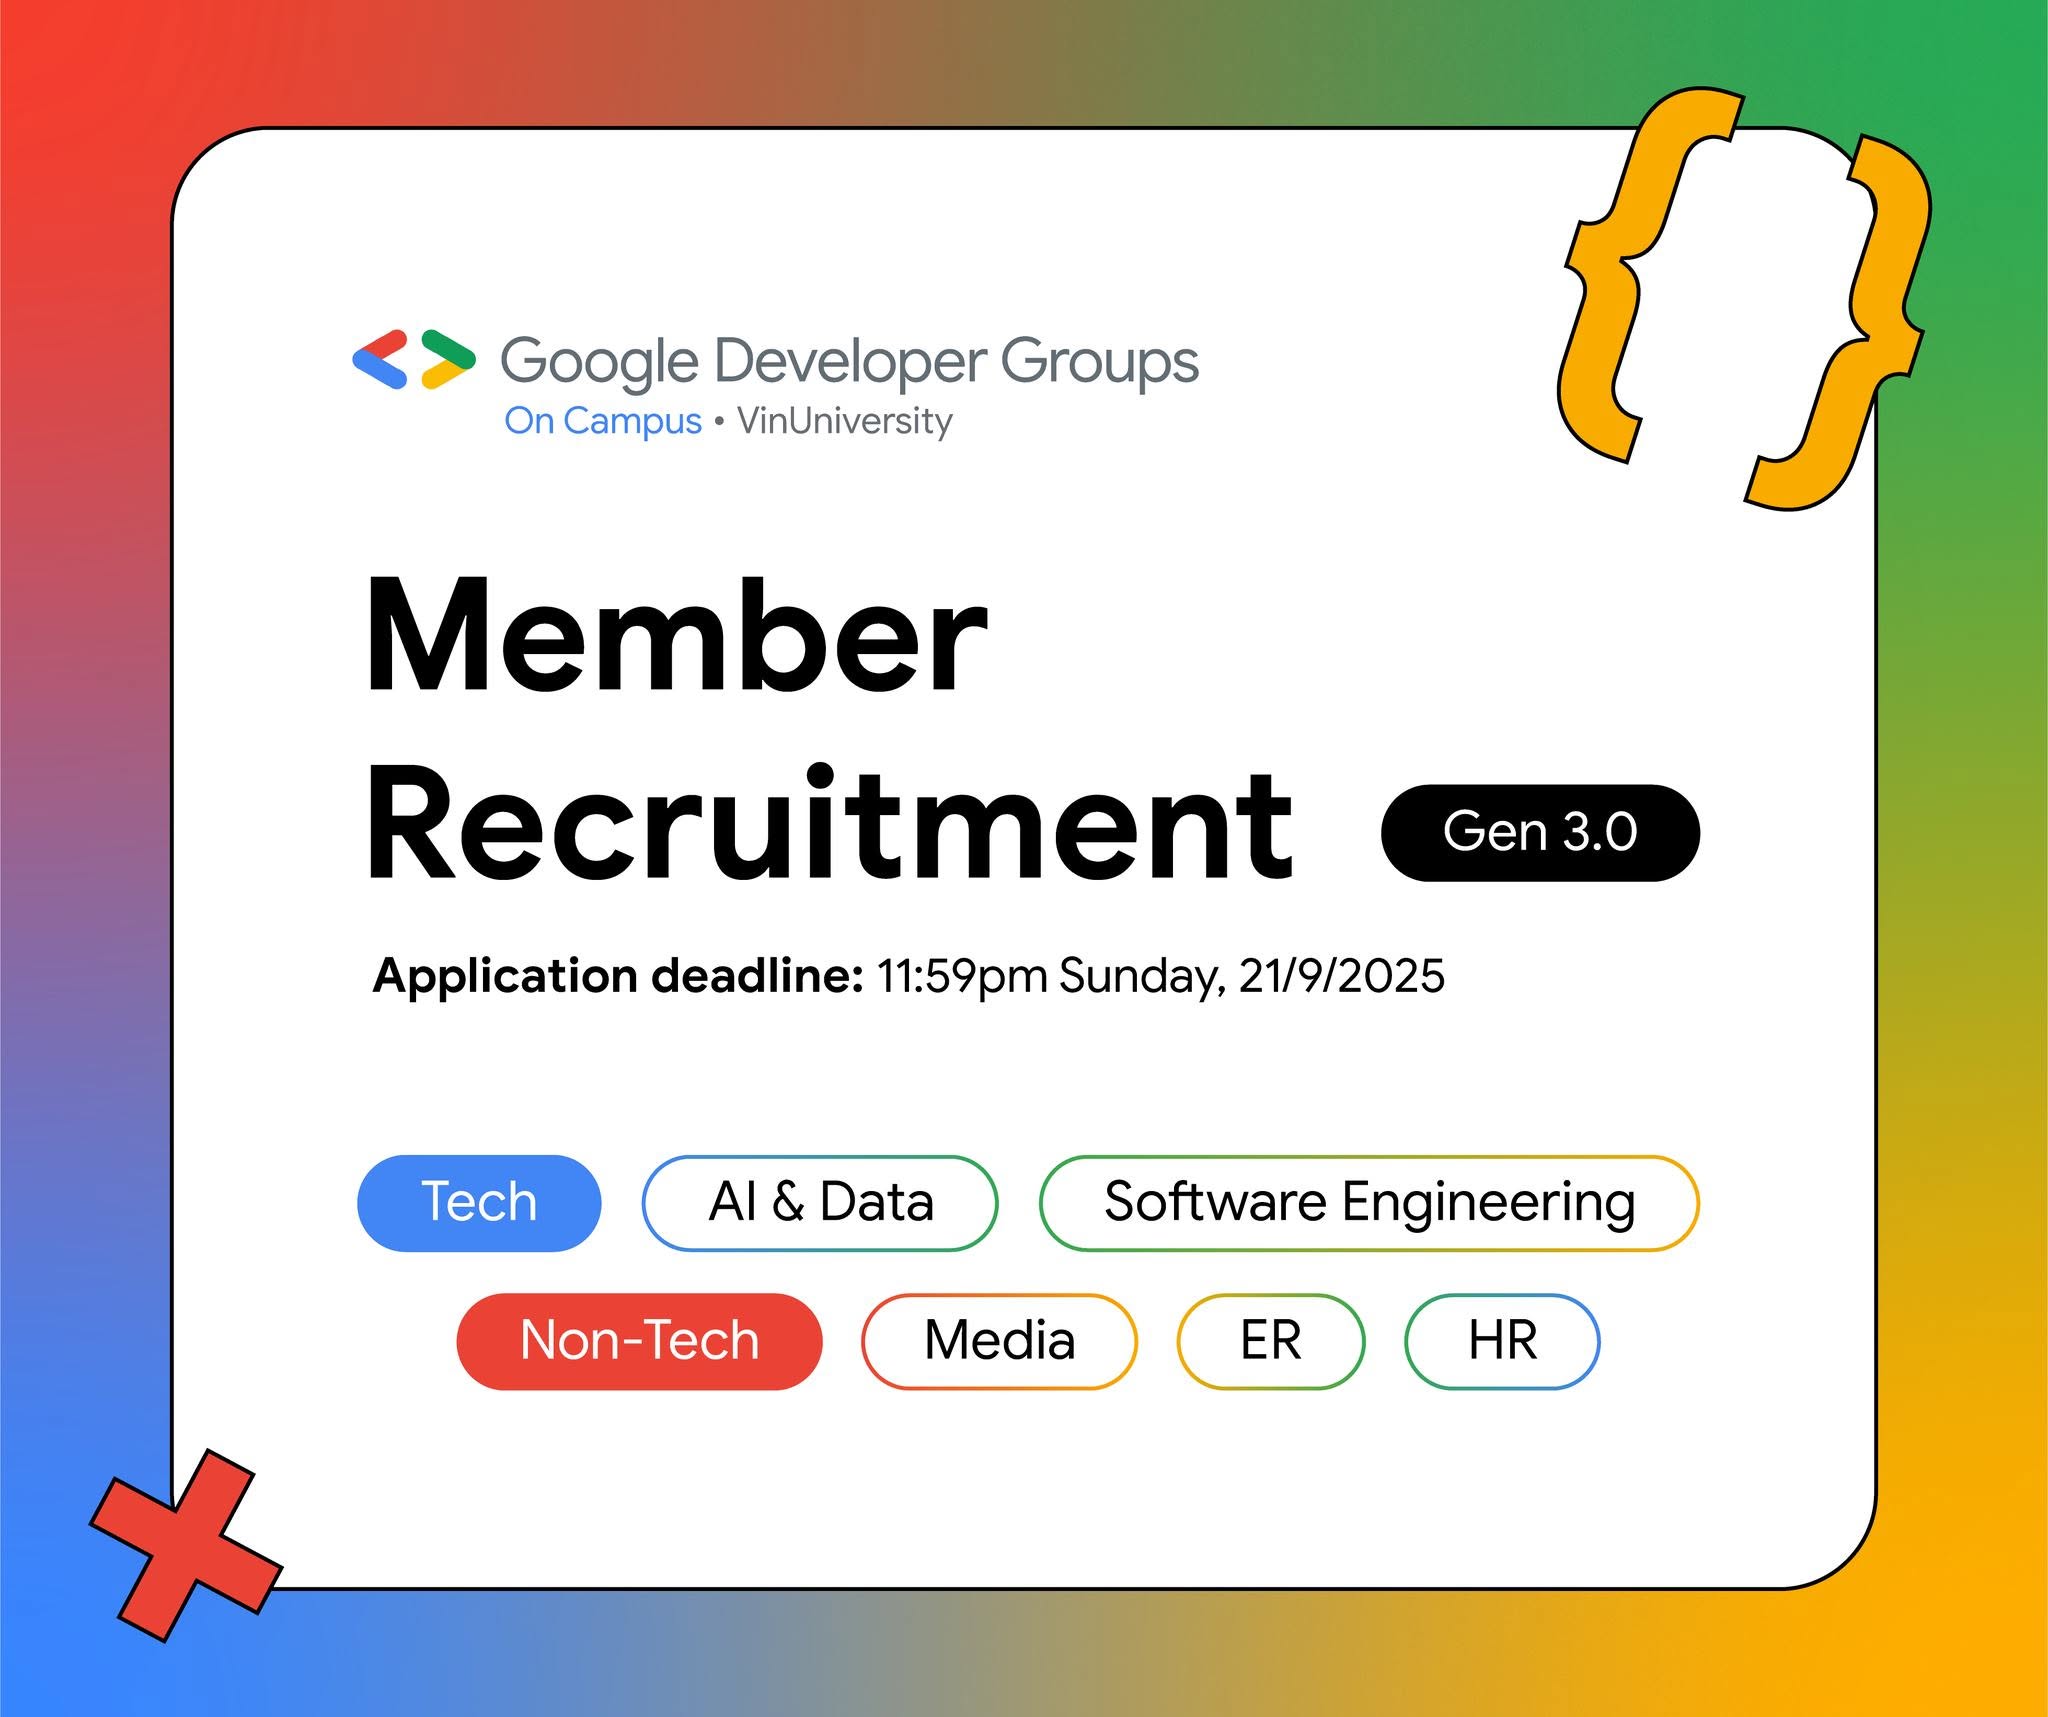 Google Developer Groups
On Campus • VinUniversity
Member
Recruitment
Gen 3.0
Application deadline: 11:59pm Sunday, 21/9/2025
Tech
AI & Data
Software Engineering
Non-Tech
Media
ER
HR